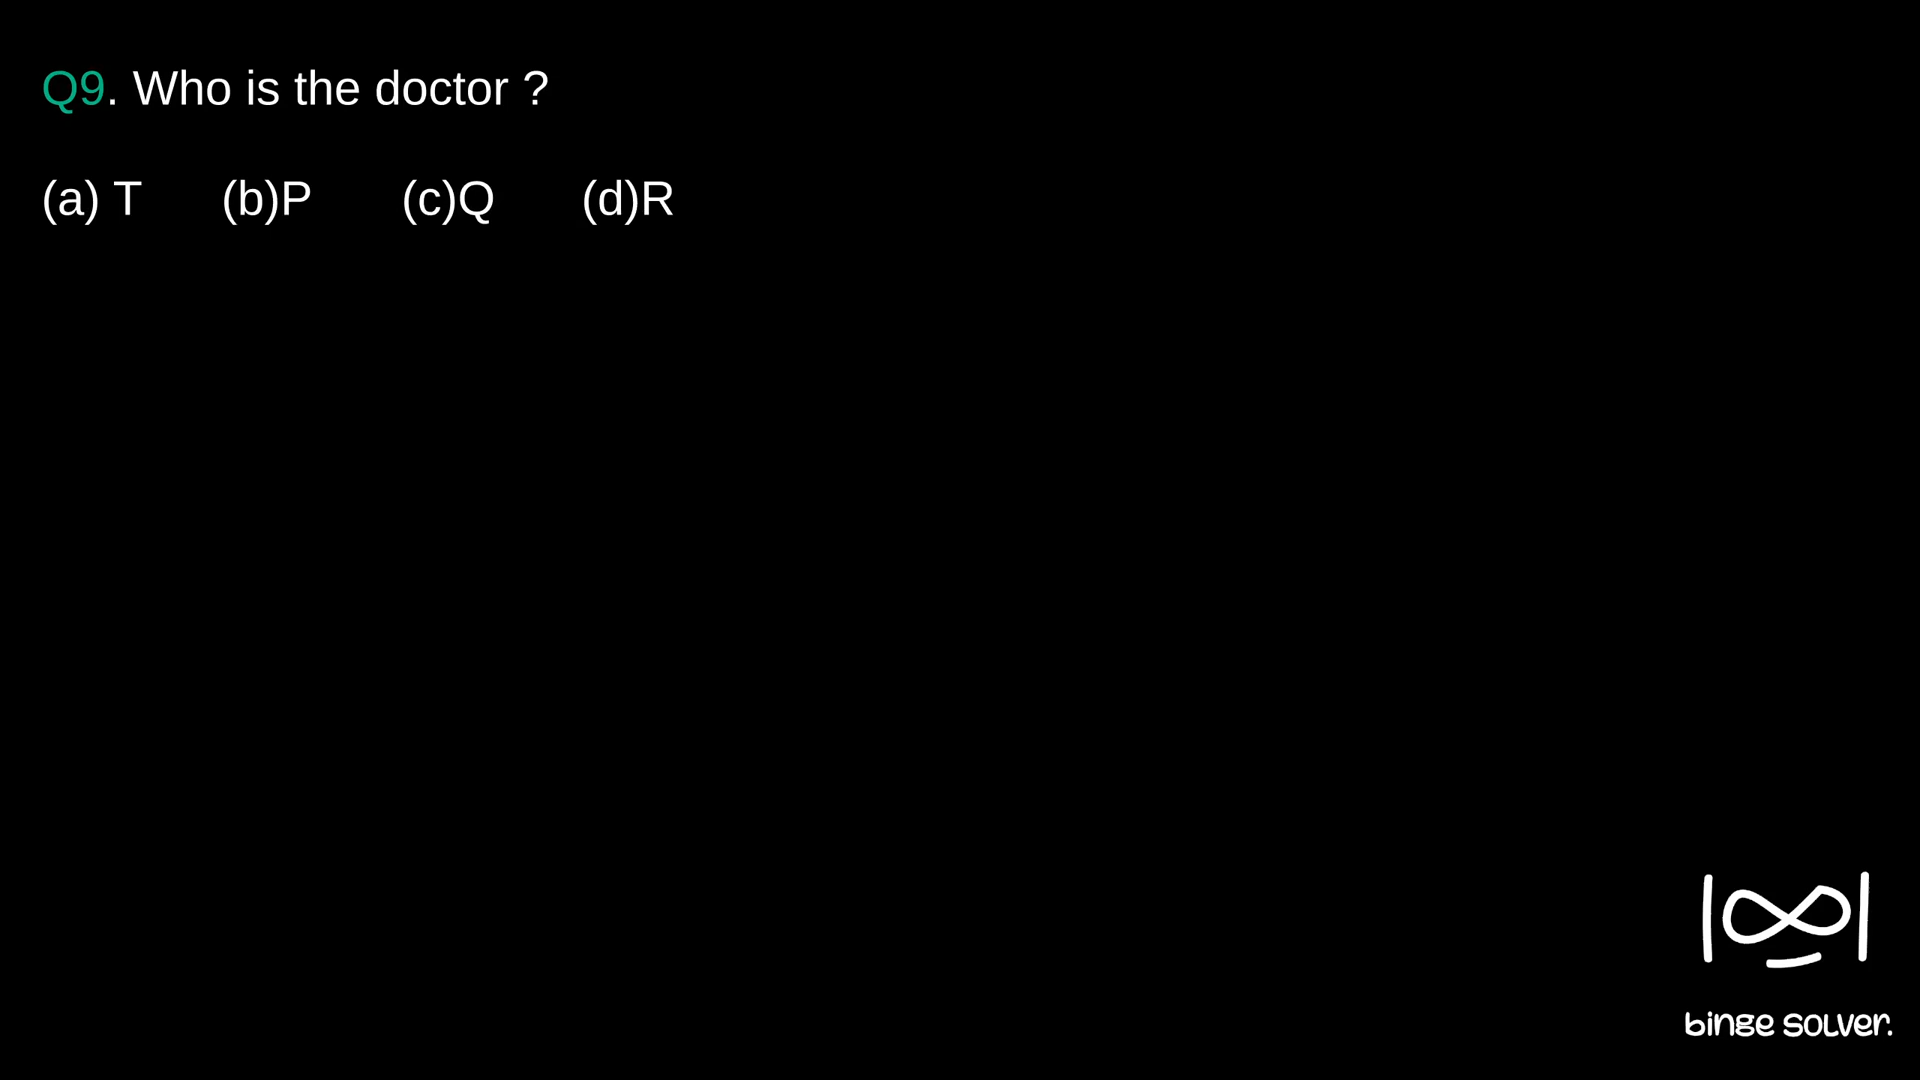 Q9. Who is the doctor ?
(a) T (b)P (c)Q (d)R
binge solver.